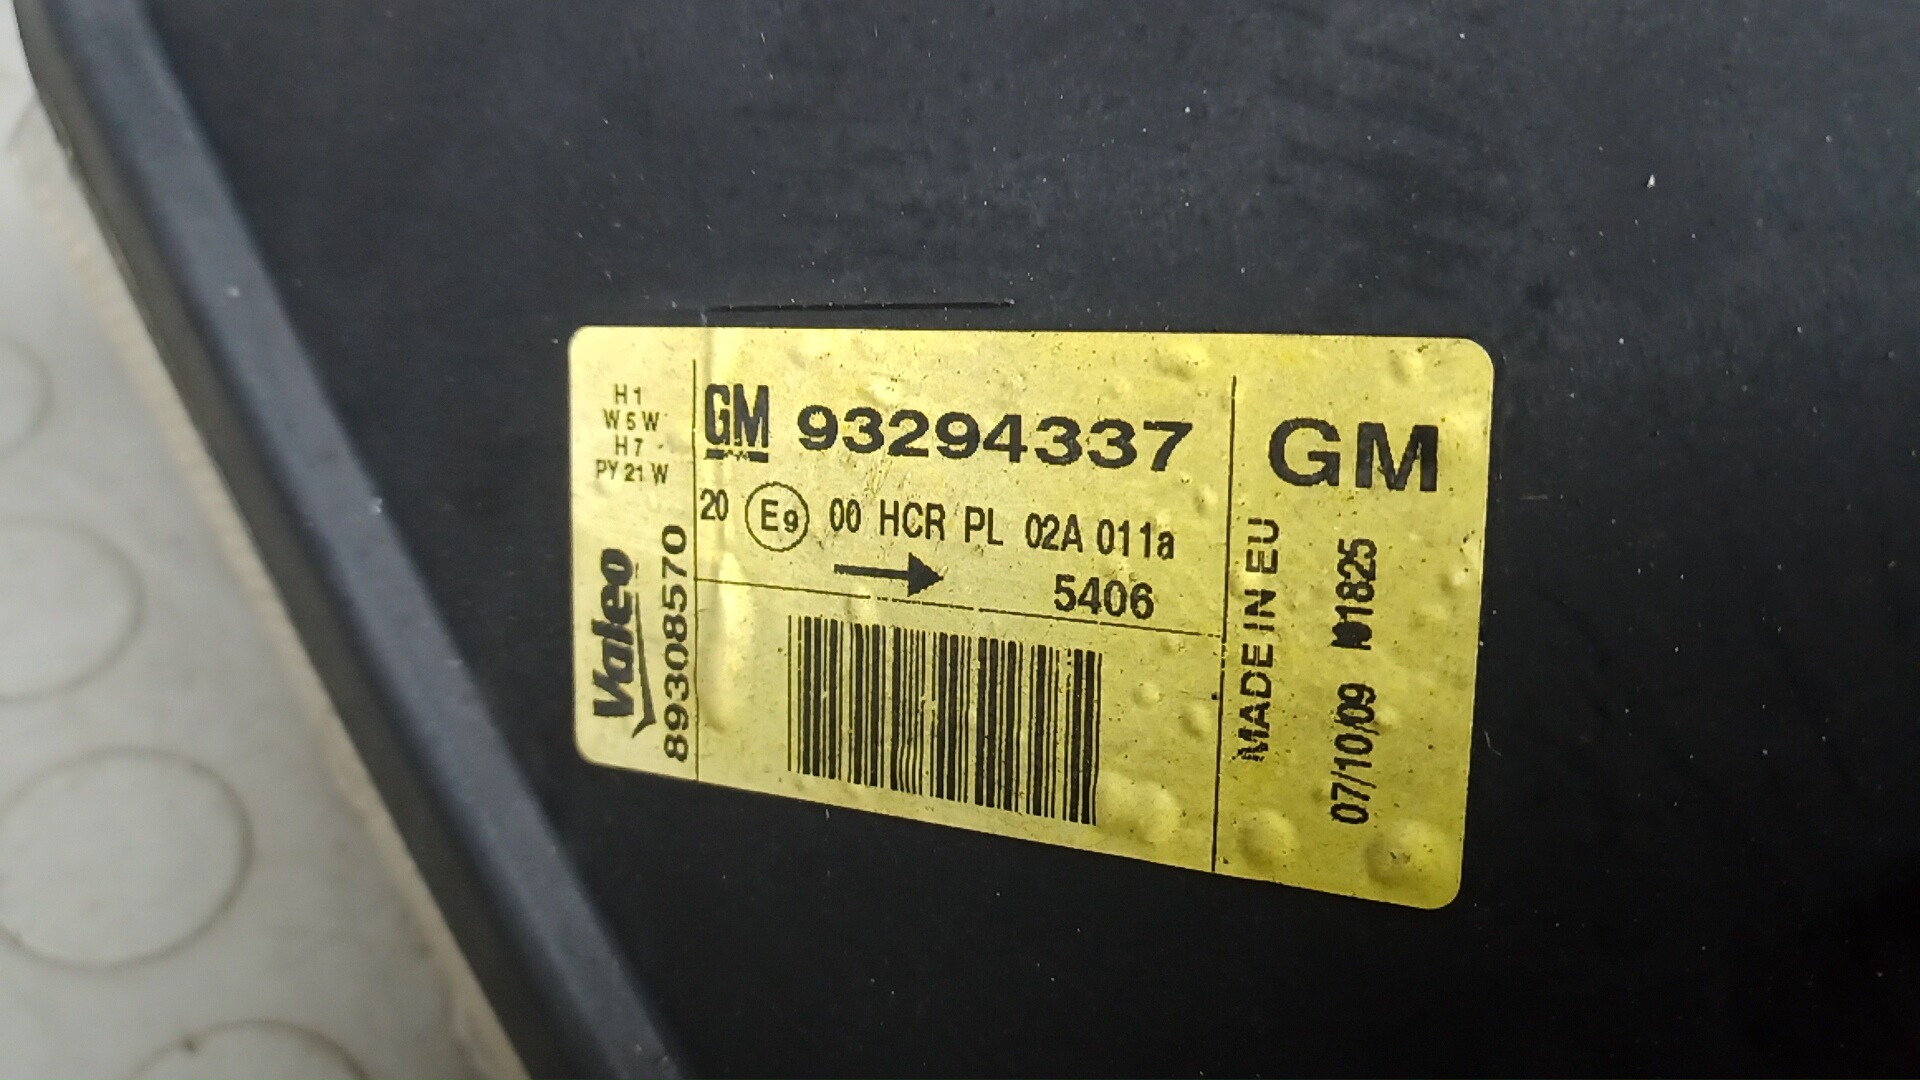 H1
W5W
H7
PY21W
Valeo
89308570
GM 93294337
20 E9 00 HCR PL 02A 011a
5406
GM
MADE IN EU
07/10/09